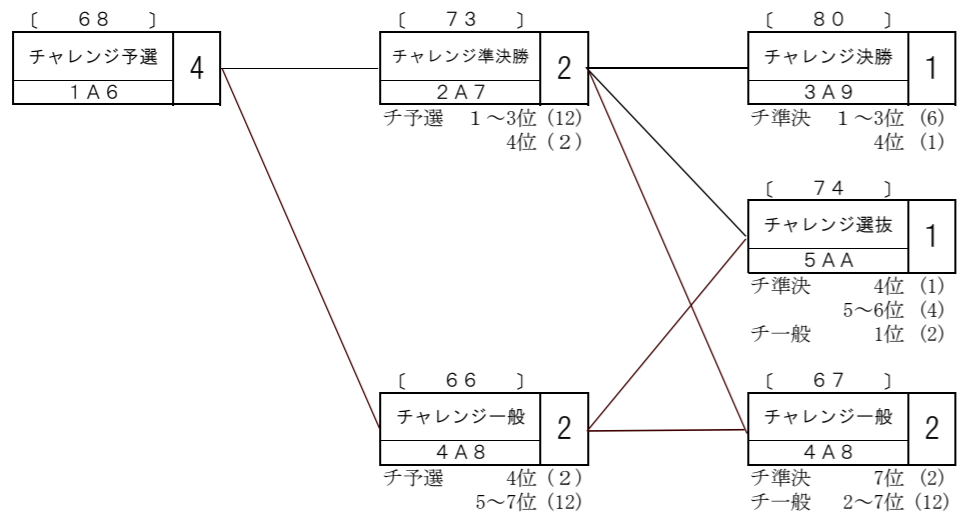 〔 68 〕
チャレンジ予選 4
1A6
〔 73 〕
チャレンジ準決勝 2
2A7
チ予選 1～3位 (12)
4位 (2)
〔 80 〕
チャレンジ決勝 1
3A9
チ準決 1～3位 (6)
4位 (1)
〔 74 〕
チャレンジ選抜 1
5AA
チ準決 4位 (1)
5～6位 (4)
チ一般 1位 (2)
〔 66 〕
チャレンジ一般 2
4A8
チ予選 4位 (2)
5～7位 (12)
〔 67 〕
チャレンジ一般 2
4A8
チ準決 7位 (2)
チ一般 2～7位 (12)